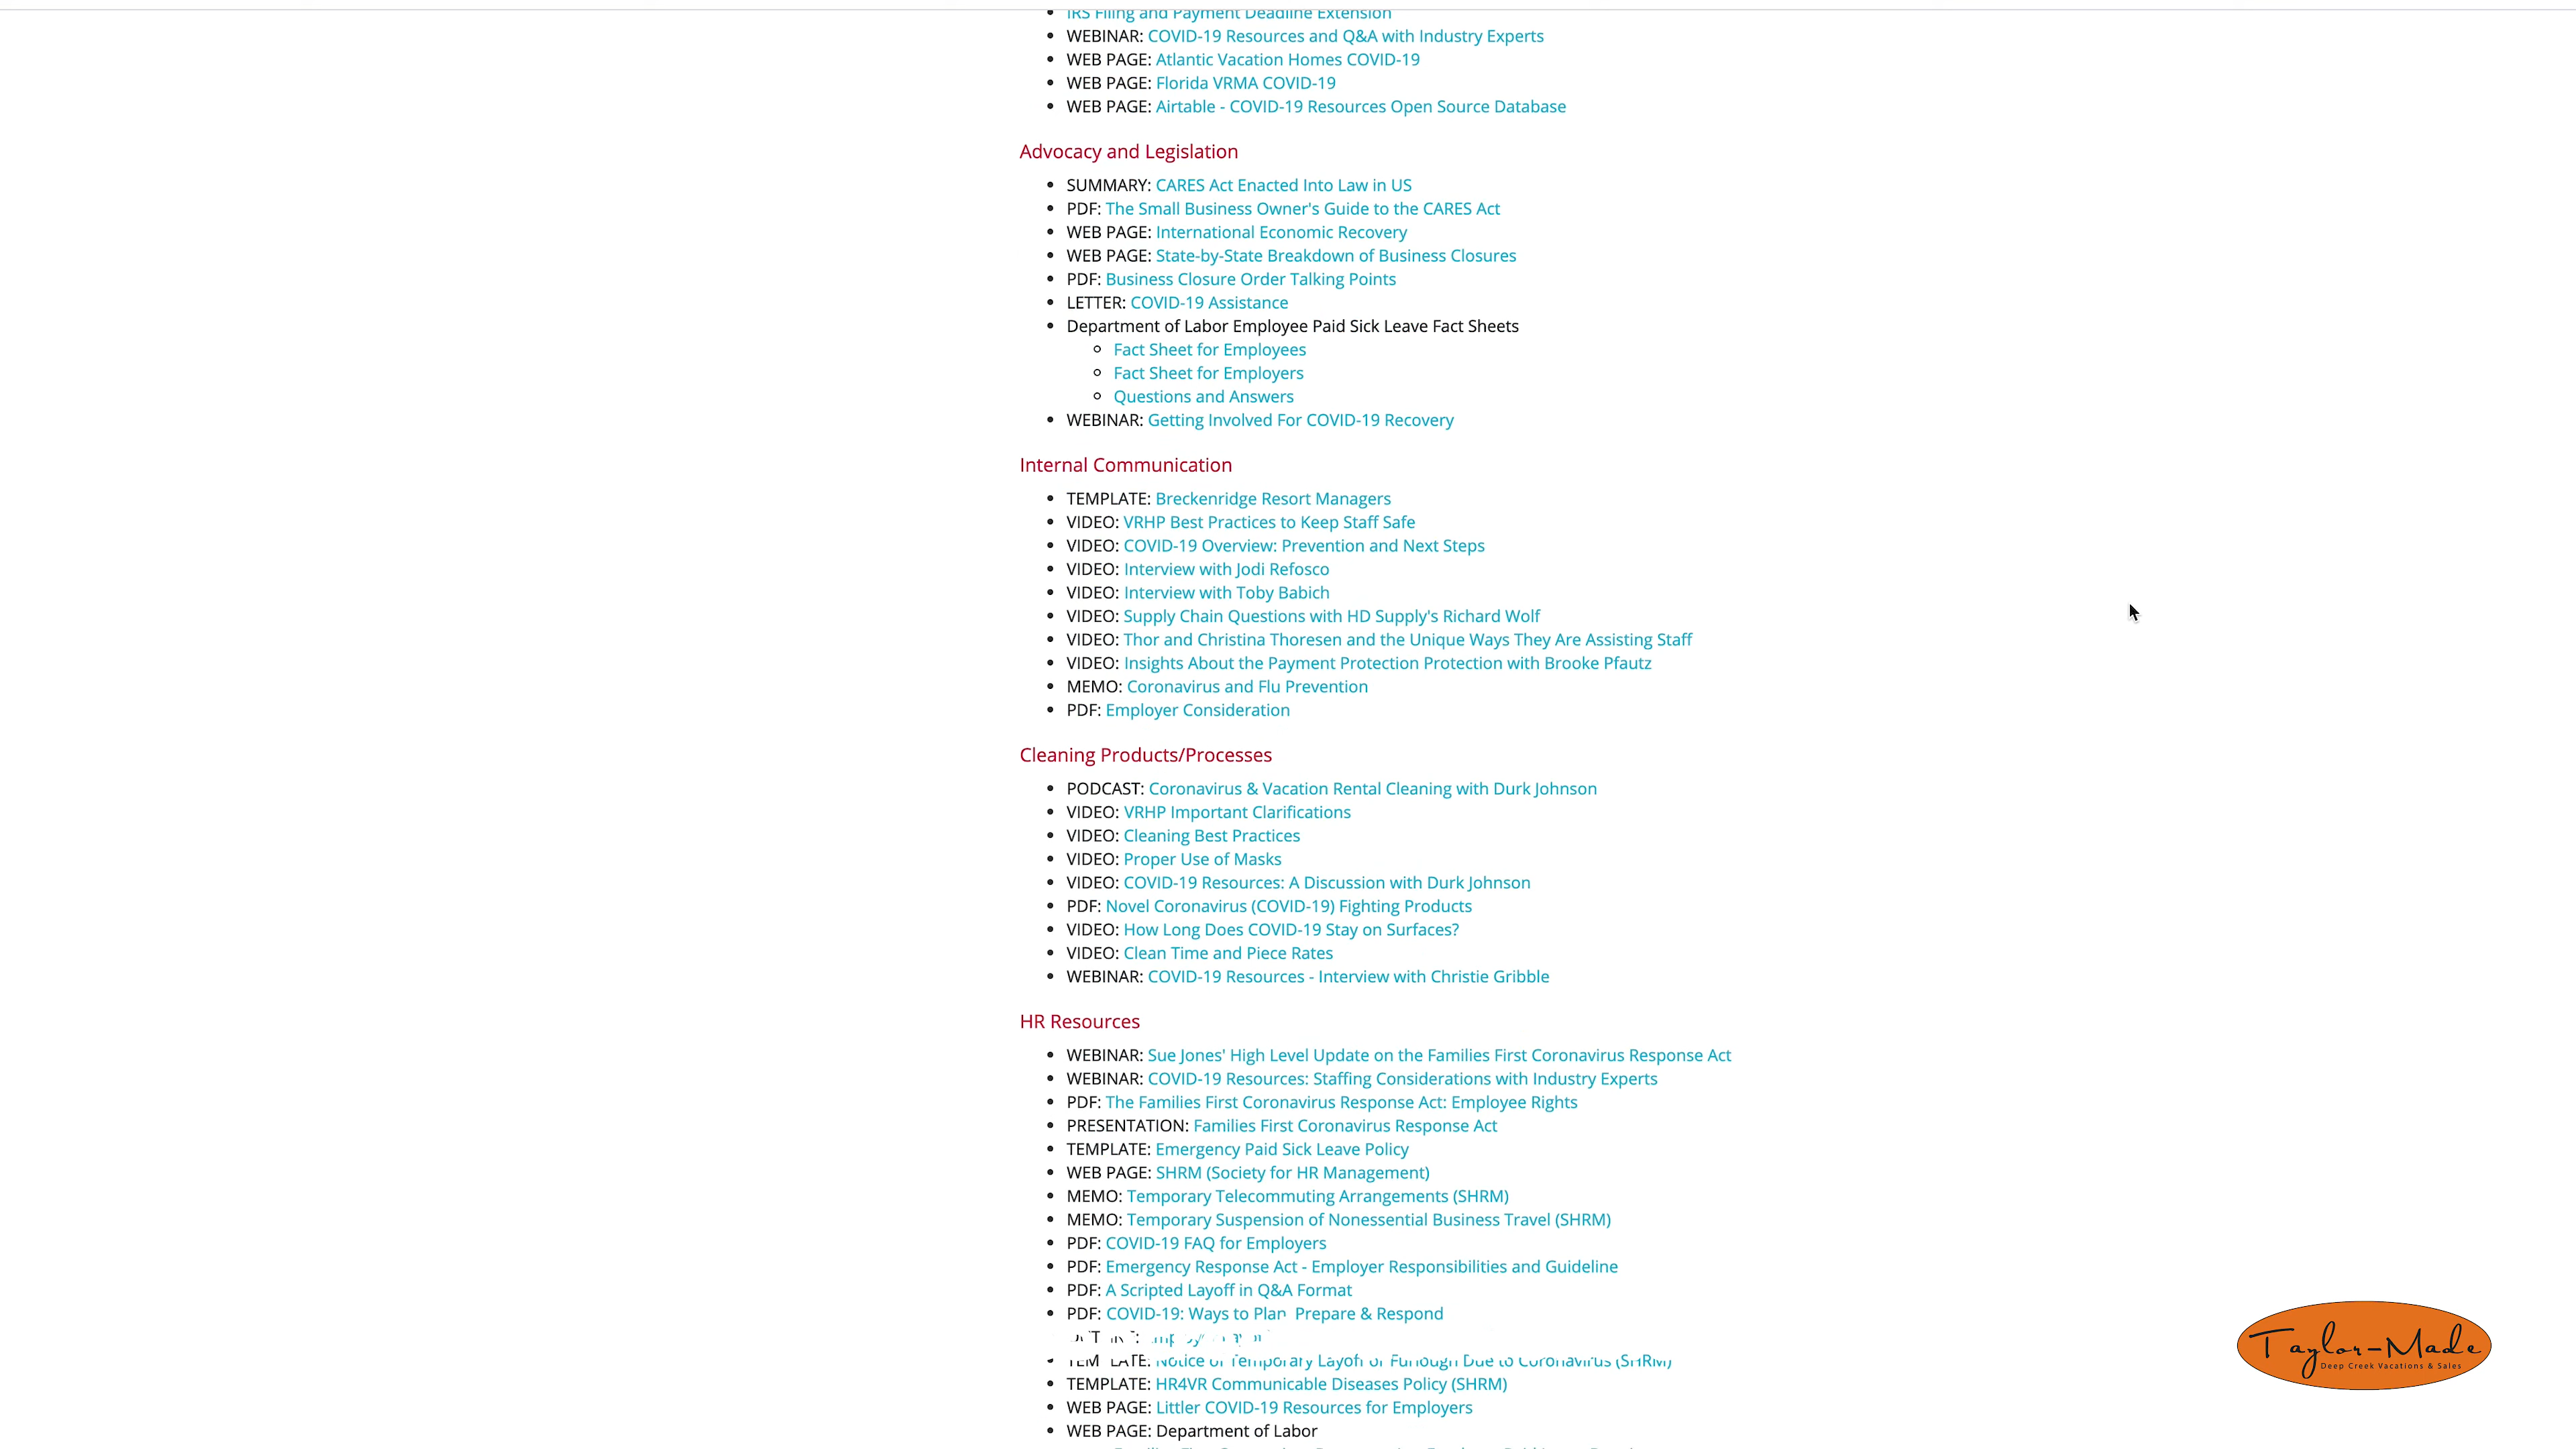 IRS Filing and Payment Deadline Extension
WEBINAR: COVID-19 Resources and Q&A with Industry Experts
WEB PAGE: Atlantic Vacation Homes COVID-19
WEB PAGE: Florida VRMA COVID-19
WEB PAGE: Airtable - COVID-19 Resources Open Source Database
Advocacy and Legislation
SUMMARY: CARES Act Enacted Into Law in US
PDF: The Small Business Owner's Guide to the CARES Act
WEB PAGE: International Economic Recovery
WEB PAGE: State-by-State Breakdown of Business Closures
PDF: Business Closure Order Talking Points
LETTER: COVID-19 Assistance
Department of Labor Employee Paid Sick Leave Fact Sheets
Fact Sheet for Employees
Fact Sheet for Employers
Questions and Answers
WEBINAR: Getting Involved For COVID-19 Recovery
Internal Communication
TEMPLATE: Breckenridge Resort Managers
VIDEO: VRHP Best Practices to Keep Staff Safe
VIDEO: COVID-19 Overview: Prevention and Next Steps
VIDEO: Interview with Jodi Refosco
VIDEO: Interview with Toby Babich
VIDEO: Supply Chain Questions with HD Supply's Richard Wolf
VIDEO: Thor and Christina Thoresen and the Unique Ways They Are Assisting Staff
VIDEO: Insights About the Payment Protection Protection with Brooke Pfautz
MEMO: Coronavirus and Flu Prevention
PDF: Employer Consideration
Cleaning Products/Processes
PODCAST: Coronavirus & Vacation Rental Cleaning with Durk Johnson
VIDEO: VRHP Important Clarifications
VIDEO: Cleaning Best Practices
VIDEO: Proper Use of Masks
VIDEO: COVID-19 Resources: A Discussion with Durk Johnson
PDF: Novel Coronavirus (COVID-19) Fighting Products
VIDEO: How Long Does COVID-19 Stay on Surfaces?
VIDEO: Clean Time and Piece Rates
WEBINAR: COVID-19 Resources - Interview with Christie Gribble
HR Resources
WEBINAR: Sue Jones' High Level Update on the Families First Coronavirus Response Act
WEBINAR: COVID-19 Resources: Staffing Considerations with Industry Experts
PDF: The Families First Coronavirus Response Act: Employee Rights
PRESENTATION: Families First Coronavirus Response Act
TEMPLATE: Emergency Paid Sick Leave Policy
WEB PAGE: SHRM (Society for HR Management)
MEMO: Temporary Telecommuting Arrangements (SHRM)
MEMO: Temporary Suspension of Nonessential Business Travel (SHRM)
PDF: COVID-19 FAQ for Employers
PDF: Emergency Response Act - Employer Responsibilities and Guideline
PDF: A Scripted Layoff in Q&A Format
PDF: COVID-19: Ways to Plan Prepare & Respond
TEMPLATE: Notice of Temporary Layoff or Furlough Due to Coronavirus (SHRM)
TEMPLATE: HR4VR Communicable Diseases Policy (SHRM)
WEB PAGE: Littler COVID-19 Resources for Employers
WEB PAGE: Department of Labor
Taylor-Made
Deep Creek Vacations & Sales